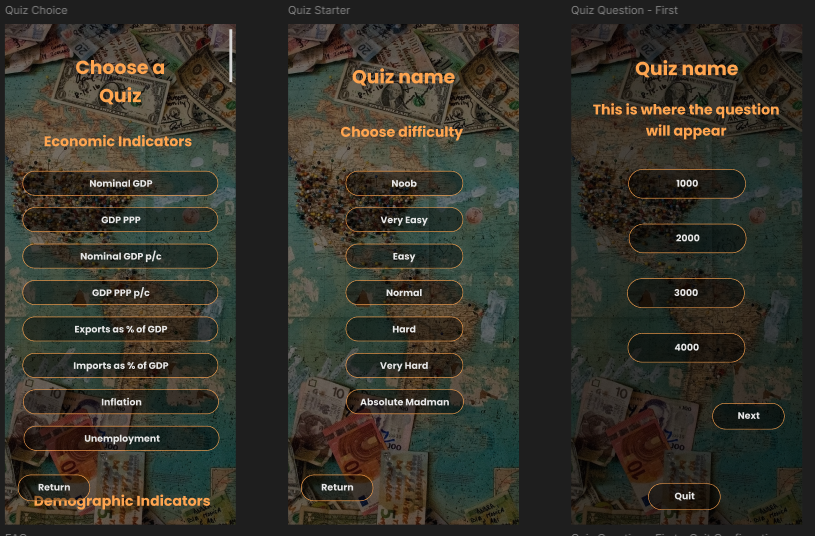 Quiz Choice
Choose a
Quiz
Economic Indicators
Nominal GDP
GDP PPP
Nominal GDP p/c
GDP PPP p/c
Exports as % of GDP
Imports as % of GDP
Inflation
Unemployment
Return
Demographic Indicators
Quiz Starter
Quiz name
Choose difficulty
Noob
Very Easy
Easy
Normal
Hard
Very Hard
Absolute Madman
Return
Quiz Question - First
Quiz name
This is where the question
will appear
1000
2000
3000
4000
Next
Quit